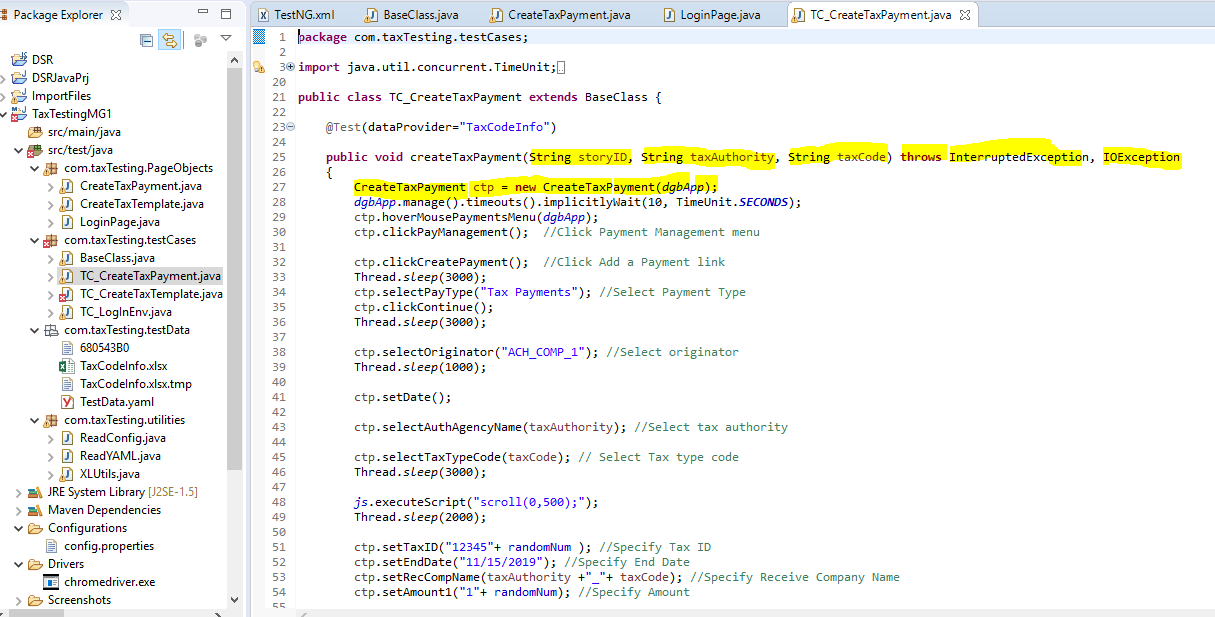 Package Explorer
DSR
DSRJavaPrj
ImportFiles
TaxTestingMG1
src/main/java
src/test/java
com.taxTesting.PageObjects
CreateTaxPayment.java
CreateTaxTemplate.java
LoginPage.java
com.taxTesting.testCases
BaseClass.java
TC_CreateTaxPayment.java
TC_CreateTaxTemplate.java
TC_LogInEnv.java
com.taxTesting.testData
680543B0
TaxCodeInfo.xlsx
TaxCodeInfo.xlsx.tmp
TestData.yaml
com.taxTesting.utilities
ReadConfig.java
ReadYAML.java
XLUtils.java
JRE System Library [J2SE-1.5]
Maven Dependencies
Configurations
config.properties
Drivers
chromedriver.exe
Screenshots
TestNG.xml BaseClass.java CreateTaxPayment.java LoginPage.java TC_CreateTaxPayment.java
1 package com.taxTesting.testCases;
2
3 import java.util.concurrent.TimeUnit;
20
21 public class TC_CreateTaxPayment extends BaseClass {
22
23 @Test(dataProvider="TaxCodeInfo")
24
25 public void createTaxPayment(String storyID, String taxAuthority, String taxCode) throws InterruptedException, IOException
26 {
27 CreateTaxPayment ctp = new CreateTaxPayment(dgbApp);
28 dgbApp.manage().timeouts().implicitlyWait(10, TimeUnit.SECONDS);
29 ctp.hoverMousePaymentsMenu(dgbApp);
30 ctp.clickPayManagement(); //Click Payment Management menu
31
32 ctp.clickCreatePayment(); //Click Add a Payment link
33 Thread.sleep(3000);
34 ctp.selectPayType("Tax Payments"); //Select Payment Type
35 ctp.clickContinue();
36 Thread.sleep(3000);
37
38 ctp.selectOriginator("ACH_COMP_1"); //Select originator
39 Thread.sleep(1000);
40
41 ctp.setDate();
42
43 ctp.selectAuthAgencyName(taxAuthority); //Select tax authority
44
45 ctp.selectTaxTypeCode(taxCode); // Select Tax type code
46 Thread.sleep(3000);
47
48 js.executeScript("scroll(0,500);");
49 Thread.sleep(2000);
50
51 ctp.setTaxID("12345"+ randomNum ); //Specify Tax ID
52 ctp.setEndDate("11/15/2019"); //Specify End Date
53 ctp.setRecCompName(taxAuthority +"_"+ taxCode); //Specify Receive Company Name
54 ctp.setAmount1("1"+ randomNum); //Specify Amount
55